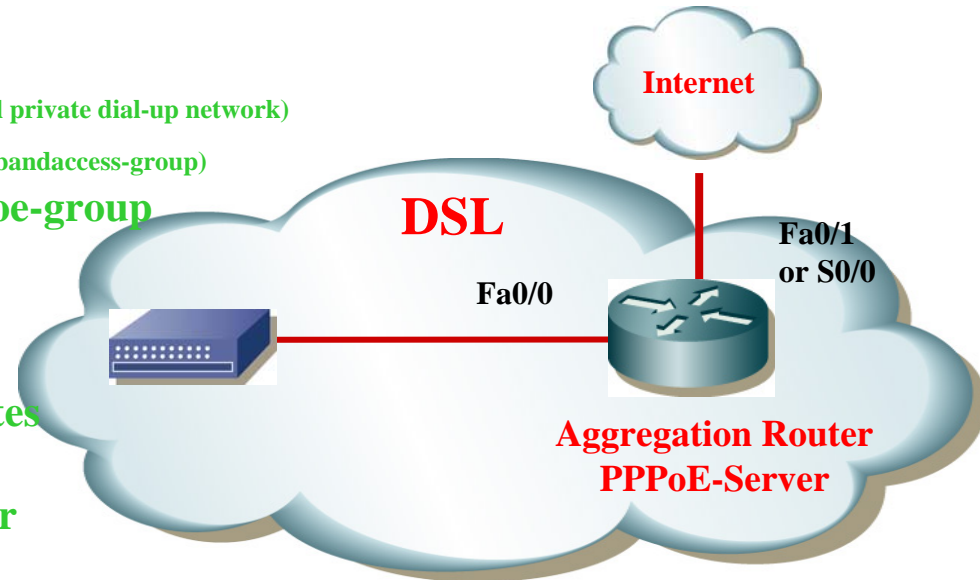 Internet
private dial-up network)
bandaccess-group)
oe-group
DSL
Fa0/1
or S0/0
Fa0/0
tes
Aggregation Router
PPPoE-Server
r